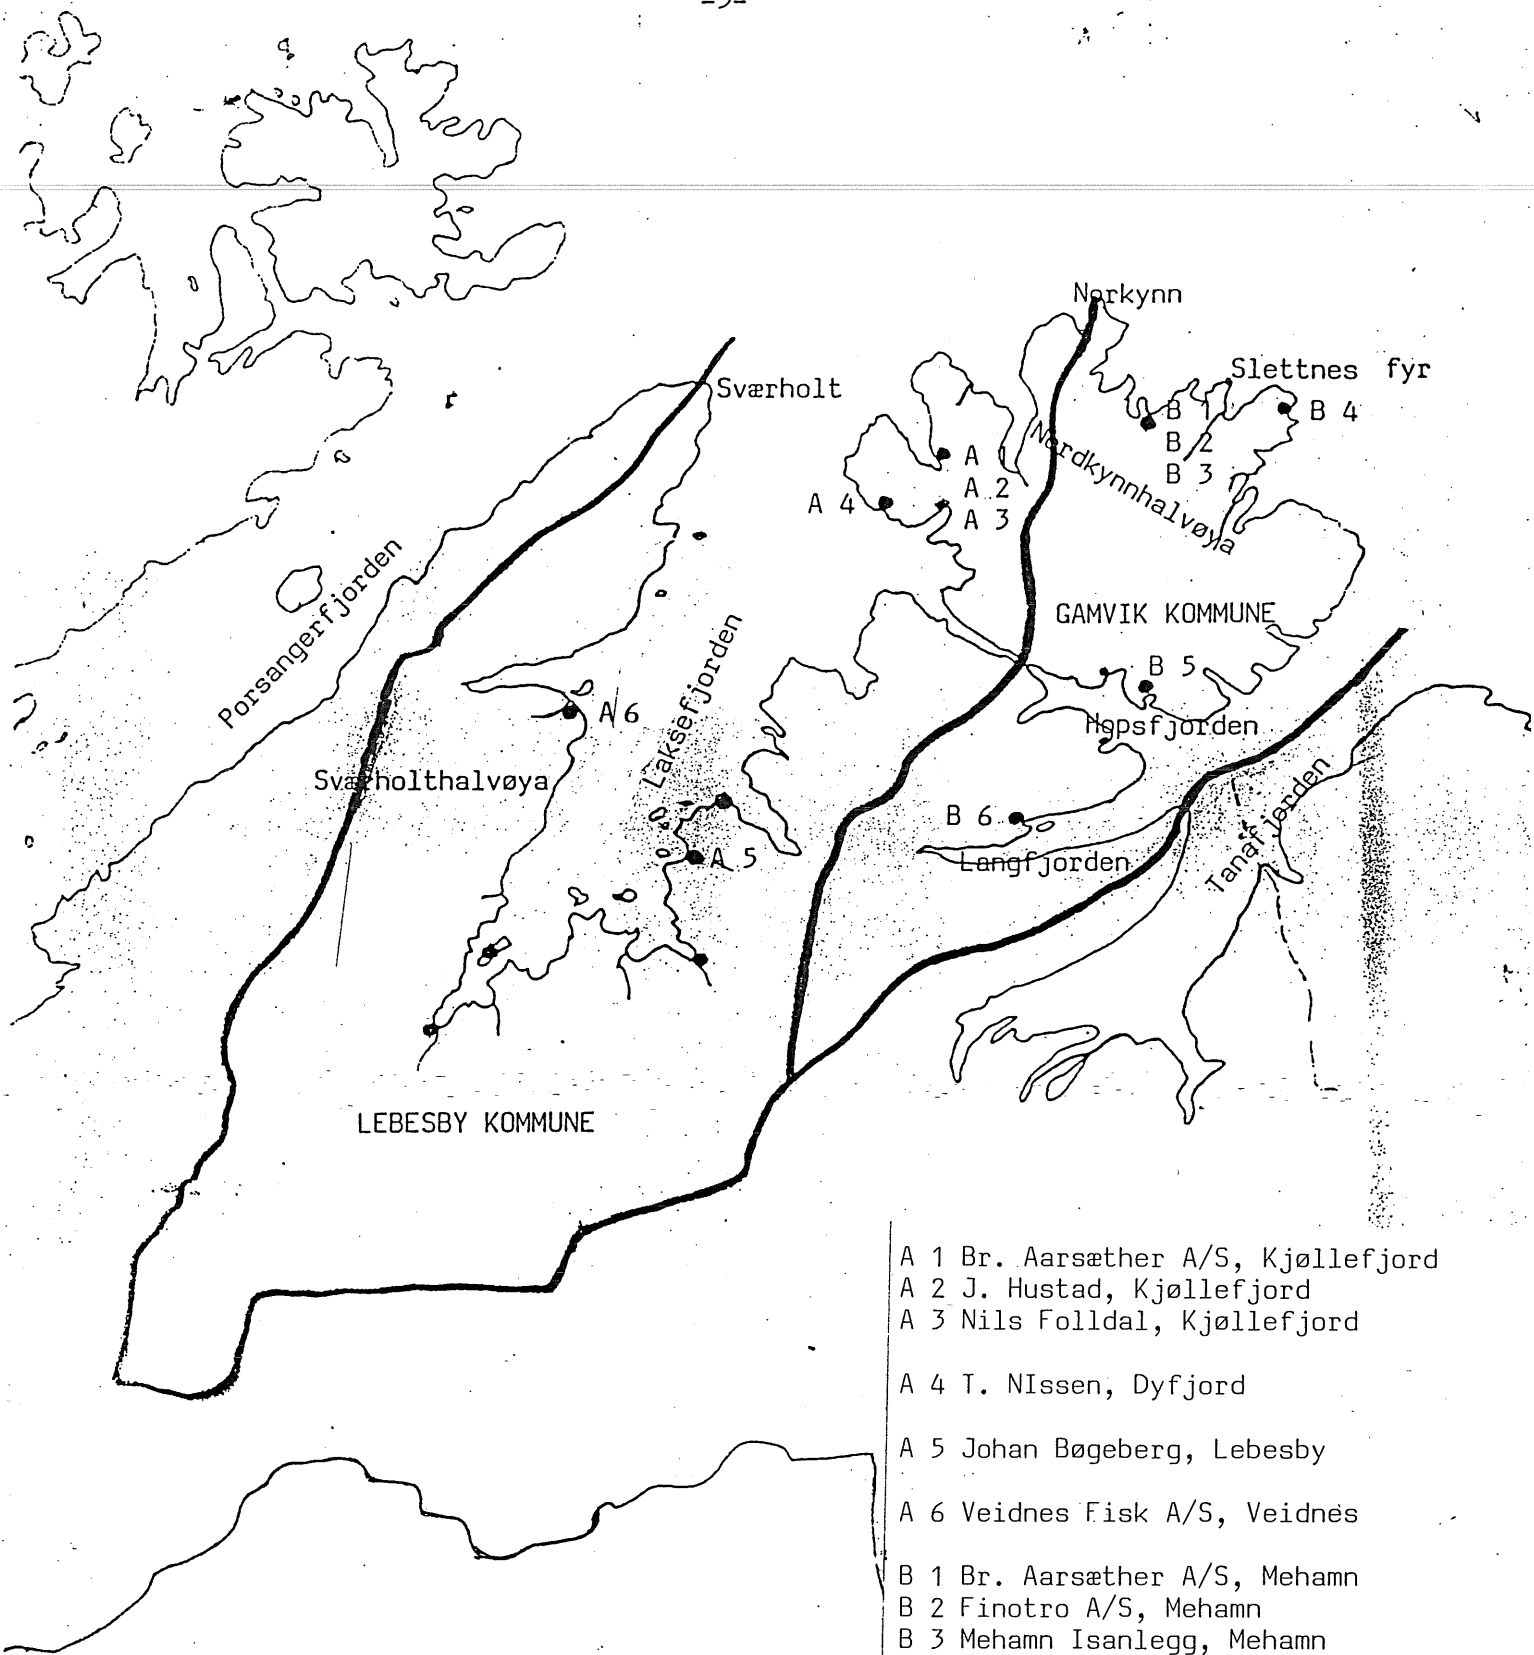 -5-
Norkynn
Slettnes fyr
Sværholt
B 1
B 4
B 2
B 3
Nordkynnhalvøya
A 1
A 2
A 3
A 4
Porsangerfjorden
GAMVIK KOMMUNE
Laksefjorden
B 5
A 6
Hopsfjorden
Sværholthalvøya
Tanafjorden
B 6
Langfjorden
A 5
LEBESBY KOMMUNE
A 1 Br. Aarsæther A/S, Kjøllefjord
A 2 J. Hustad, Kjøllefjord
A 3 Nils Folldal, Kjøllefjord
A 4 T. NIssen, Dyfjord
A 5 Johan Bøgeberg, Lebesby
A 6 Veidnes Fisk A/S, Veidnes
B 1 Br. Aarsæther A/S, Mehamn
B 2 Finotro A/S, Mehamn
B 3 Mehamn Isanlegg, Mehamn